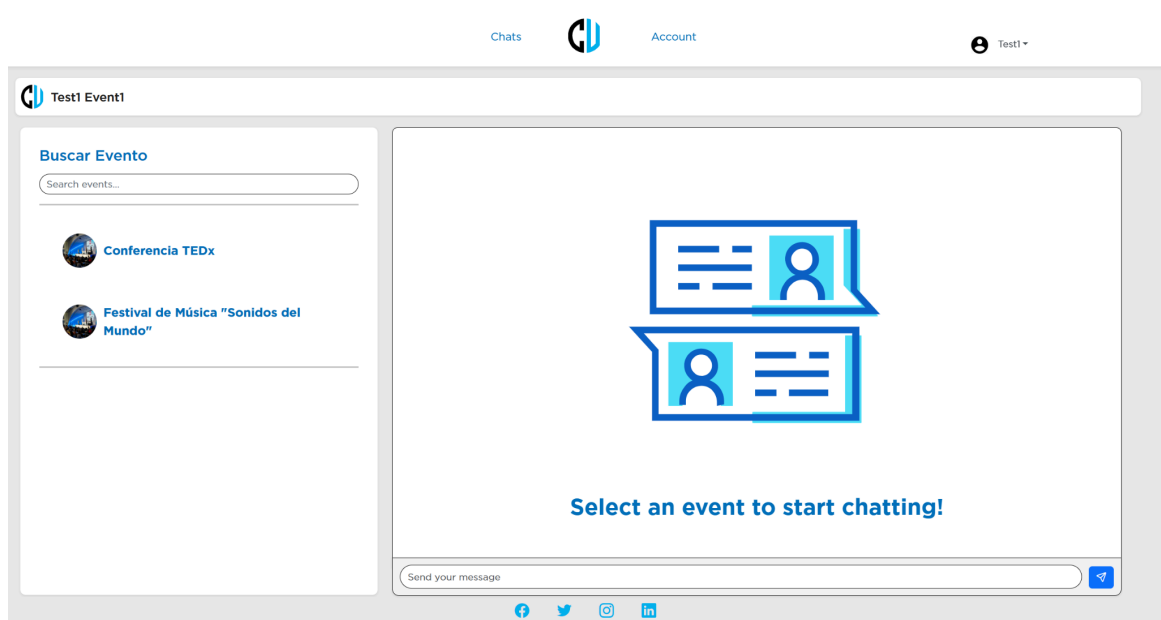 Chats
CU
Account
Test1
Test1 Event1
Buscar Evento
Search events...
Conferencia TEDx
Festival de Música "Sonidos del
Mundo"
Select an event to start chatting!
Send your message